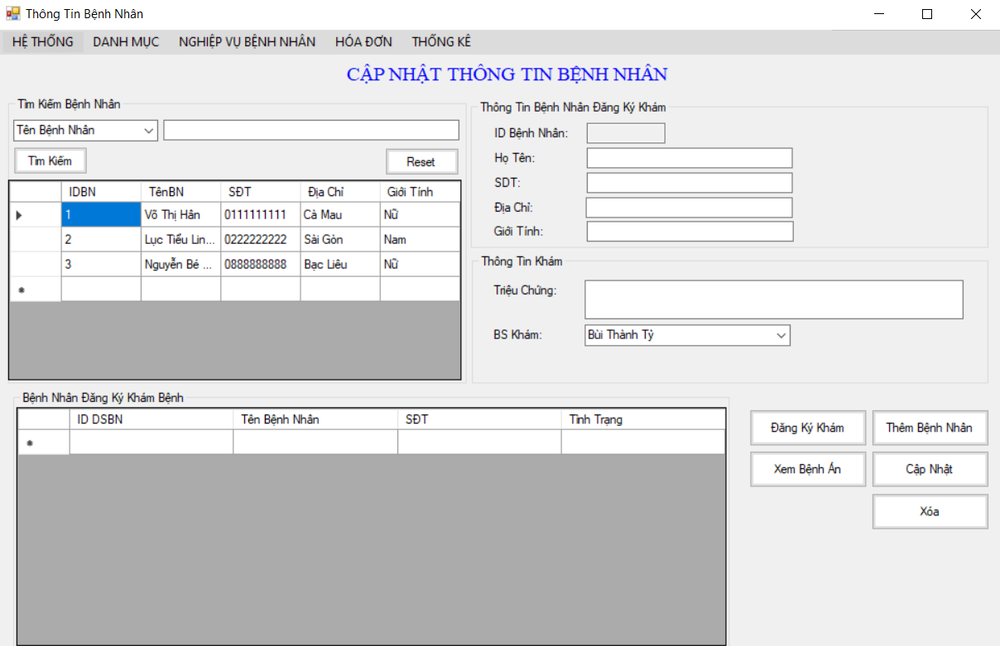 Thông Tin Bệnh Nhân
HỆ THỐNG DANH MỤC NGHIỆP VỤ BỆNH NHÂN HÓA ĐƠN THỐNG KÊ
CẬP NHẬT THÔNG TIN BỆNH NHÂN
Tìm Kiếm Bệnh Nhân
Tên Bệnh Nhân
Tìm Kiếm Reset
IDBN TênBN SĐT Địa Chỉ Giới Tính
1 Võ Thị Hân 0111111111 Cà Mau Nữ
2 Lục Tiểu Lin... 0222222222 Sài Gòn Nam
3 Nguyễn Bé ... 0888888888 Bạc Liêu Nữ
Thông Tin Bệnh Nhân Đăng Ký Khám
ID Bệnh Nhân:
Họ Tên:
SDT:
Địa Chỉ:
Giới Tính:
Thông Tin Khám
Triệu Chứng:
BS Khám: Bùi Thành Tỷ
Bệnh Nhân Đăng Ký Khám Bệnh
ID DSBN Tên Bệnh Nhân SĐT Tình Trạng
Đăng Ký Khám Thêm Bệnh Nhân
Xem Bệnh Án Cập Nhật
Xóa